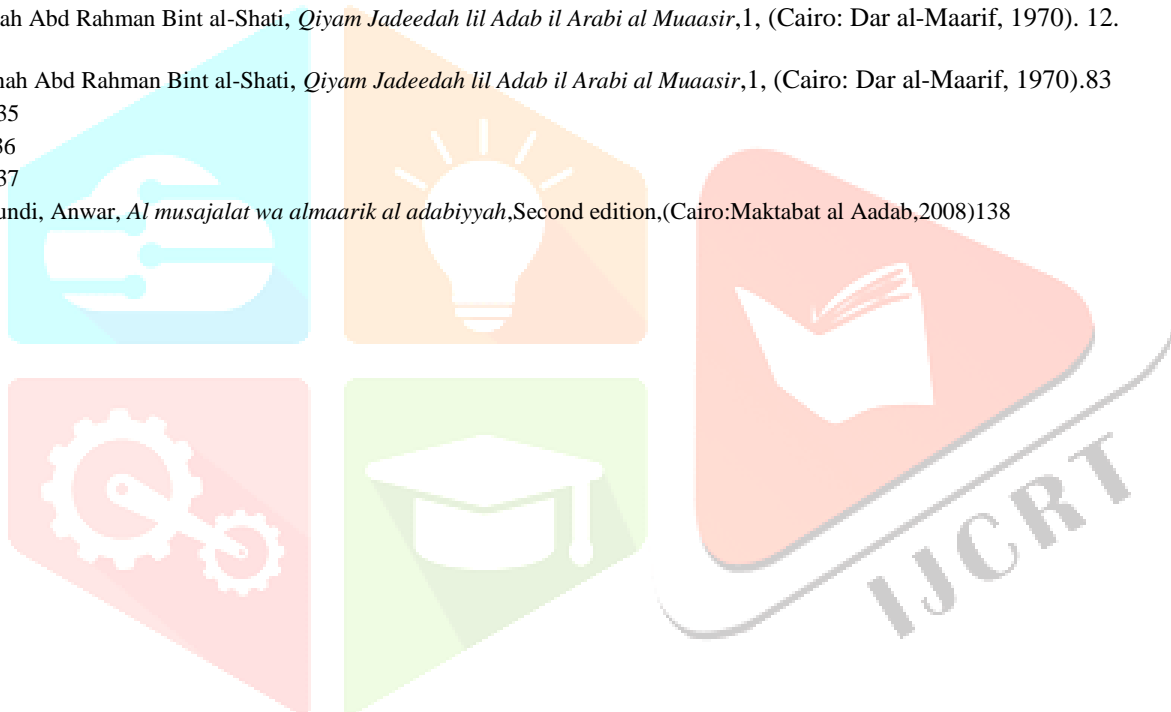 ah Abd Rahman Bint al-Shati, Qiyam Jadeedah lil Adab il Arabi al Muaasir,1, (Cairo: Dar al-Maarif, 1970). 12.
nah Abd Rahman Bint al-Shati, Qiyam Jadeedah lil Adab il Arabi al Muaasir,1, (Cairo: Dar al-Maarif, 1970).83
35
36
37
undi, Anwar, Al musajalat wa almaarik al adabiyyah,Second edition,(Cairo:Maktabat al Aadab,2008)138
IJCRT